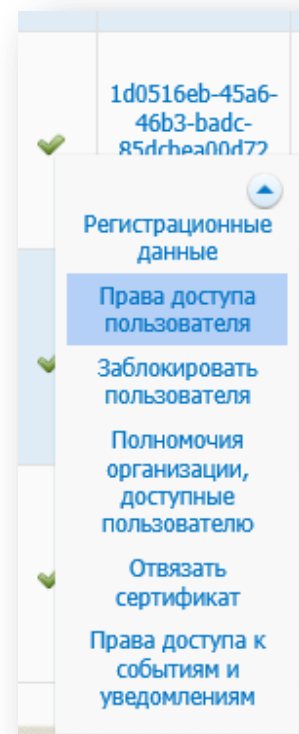 1d0516eb-45a6-
46b3-badc-
85dcbea00d72
Регистрационные
данные
Права доступа
пользователя
Заблокировать
пользователя
Полномочия
организации,
доступные
пользователю
Отвязать
сертификат
Права доступа к
событиям и
уведомлениям